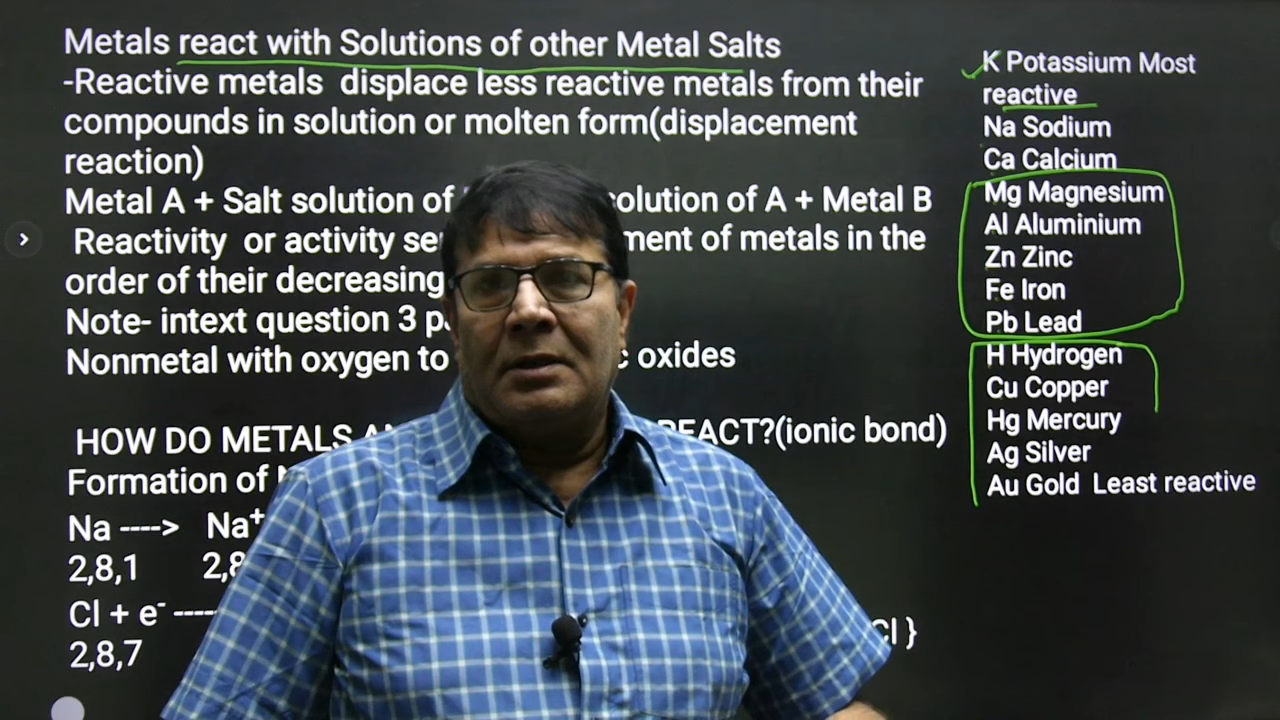 Metals react with Solutions of other Metal Salts
-Reactive metals displace less reactive metals from their
compounds in solution or molten form(displacement
reaction)
Metal A + Salt solution of solution of A + Metal B
Reactivity or activity of metals in the
order of their decreasing
Note- intext question 3
Nonmetal with oxygen to oxides
HOW DO METALS REACT?(ionic bond)
Formation of
Na ----> Na⁺
2,8,1 2,8
Cl + e⁻ ----
2,8,7 Cl }
K Potassium Most
reactive
Na Sodium
Ca Calcium
Mg Magnesium
Al Aluminium
Zn Zinc
Fe Iron
Pb Lead
H Hydrogen
Cu Copper
Hg Mercury
Ag Silver
Au Gold Least reactive